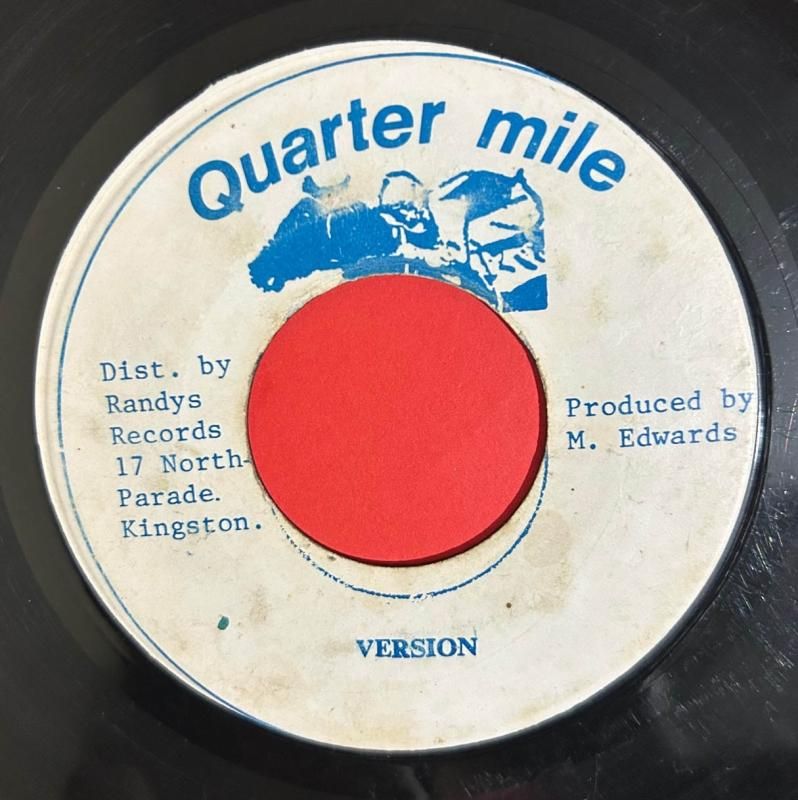 Quarter mile
Dist. by
Randys
Records
17 North-
Parade.
Kingston.
Produced by
M. Edwards
VERSION